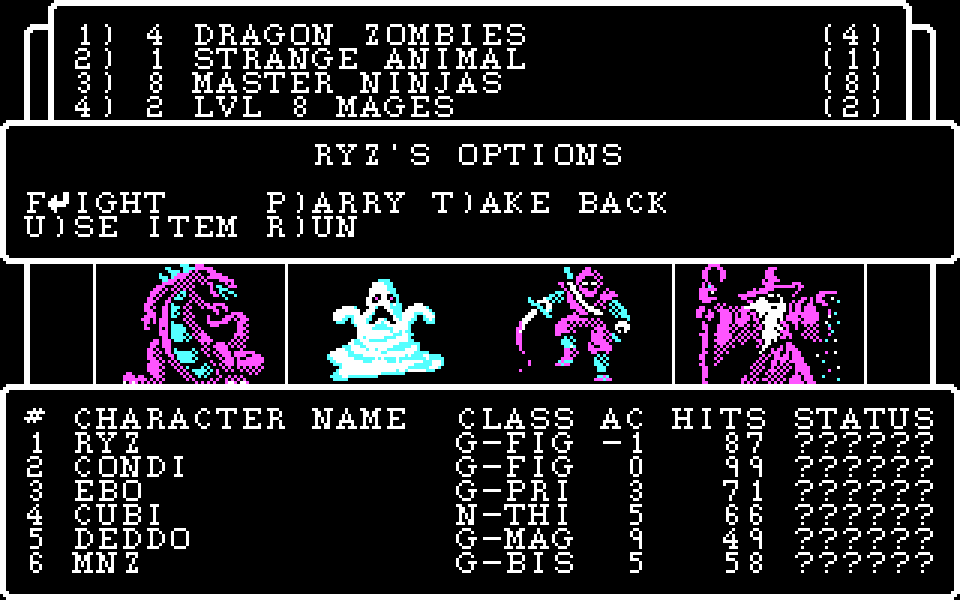 1) 4 DRAGON ZOMBIES (4)
2) 1 STRANGE ANIMAL (1)
3) 8 MASTER NINJAS (8)
4) 2 LVL 8 MAGES (2)
RYZ'S OPTIONS
F↵IGHT P)ARRY T)AKE BACK
U)SE ITEM R)UN
# CHARACTER NAME CLASS AC HITS STATUS
1 RYZ G-FIG -1 87 ??????
2 CONDI G-FIG 0 99 ??????
3 EBO G-PRI 3 71 ??????
4 CUBI N-THI 5 66 ??????
5 DEDDO G-MAG 9 49 ??????
6 MNZ G-BIS 5 58 ??????